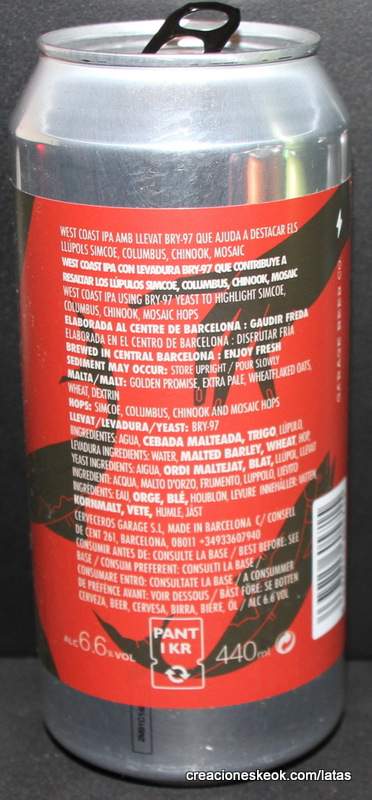 WEST COAST IPA AMB LLEVAT BRY-97 QUE AJUDA A DESTACAR ELS
LLÚPOLS SIMCOE, COLUMBUS, CHINOOK, MOSAIC
WEST COAST IPA CON LEVADURA BRY-97 QUE CONTRIBUYE A
RESALTAR LOS LÚPULOS SIMCOE, COLUMBUS, CHINOOK, MOSAIC
WEST COAST IPA USING BRY-97 YEAST TO HIGHLIGHT SIMCOE,
COLUMBUS, CHINOOK, MOSAIC HOPS
ELABORADA AL CENTRE DE BARCELONA : GAUDIR FREDA
ELABORADA EN EL CENTRO DE BARCELONA : DISFRUTAR FRIA
BREWED IN CENTRAL BARCELONA : ENJOY FRESH
SEDIMENT MAY OCCUR: STORE UPRIGHT / POUR SLOWLY
MALTA/MALT: GOLDEN PROMISE, EXTRA PALE, WHEATFLAKED OATS,
WHEAT, DEXTRIN
HOPS: SIMCOE, COLUMBUS, CHINOOK AND MOSAIC HOPS
LLEVAT/LEVADURA/YEAST: BRY-97
INGREDIENTES: AGUA, CEBADA MALTEADA, TRIGO, LÚPULO,
LEVADURA INGREDIENTS: WATER, MALTED BARLEY, WHEAT, HOP,
YEAST INGREDIENTS: AIGUA, ORDI MALTEJAT, BLAT, LLÚPUL, LLEVAT
INGREDIENTI: ACQUA, MALTO D'ORZO, FRUMENTO, LUPPOLO, LIEVITO
INGRÉDIENTS: EAU, ORGE, BLÉ, HOUBLON, LEVURE INNEHÅLLER: VATTEN,
KORNMALT, VETE, HUMLE, JÄST
CERVECEROS GARAGE S.L, MADE IN BARCELONA C/ CONSELL
DE CENT 261, BARCELONA, 08011 +34933607940
CONSUMIR ANTES DE: CONSULTE LA BASE / BEST BEFORE: SEE
BASE / CONSUM PREFERENT: CONSULTI LA BASE /
CONSUMARE ENTRO: CONSULTATE LA BASE / A CONSUMMER
DE PREFÉNCE AVANT: VOIR DESSOUS / BÄST FÖRE: SE BOTTEN
CERVEZA, BEER, CERVESA, BIRRA, BIERE, ÖL / ALC 6.6 VOL
ALC 6.6% VOL
PANT
1 KR
440ml
GARAGE BEER CO
creacioneskeok.com/latas